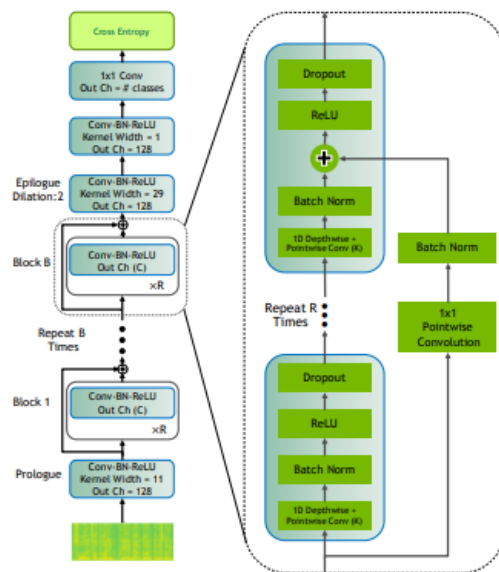 Cross Entropy
1x1 Conv
Out Ch = # classes
Conv-BN-ReLU
Kernel Width = 1
Out Ch = 128
Epilogue
Dilation:2
Conv-BN-ReLU
Kernel Width = 29
Out Ch = 128
Block B
Conv-BN-ReLU
Out Ch (C)
×R
Repeat B
Times
Block 1
Conv-BN-ReLU
Out Ch (C)
×R
Prologue
Conv-BN-ReLU
Kernel Width = 11
Out Ch = 128
Dropout
ReLU
+
Batch Norm
1D Depthwise +
Pointwise Conv (K)
Repeat R
Times
Dropout
ReLU
Batch Norm
1D Depthwise +
Pointwise Conv (K)
Batch Norm
1x1
Pointwise
Convolution